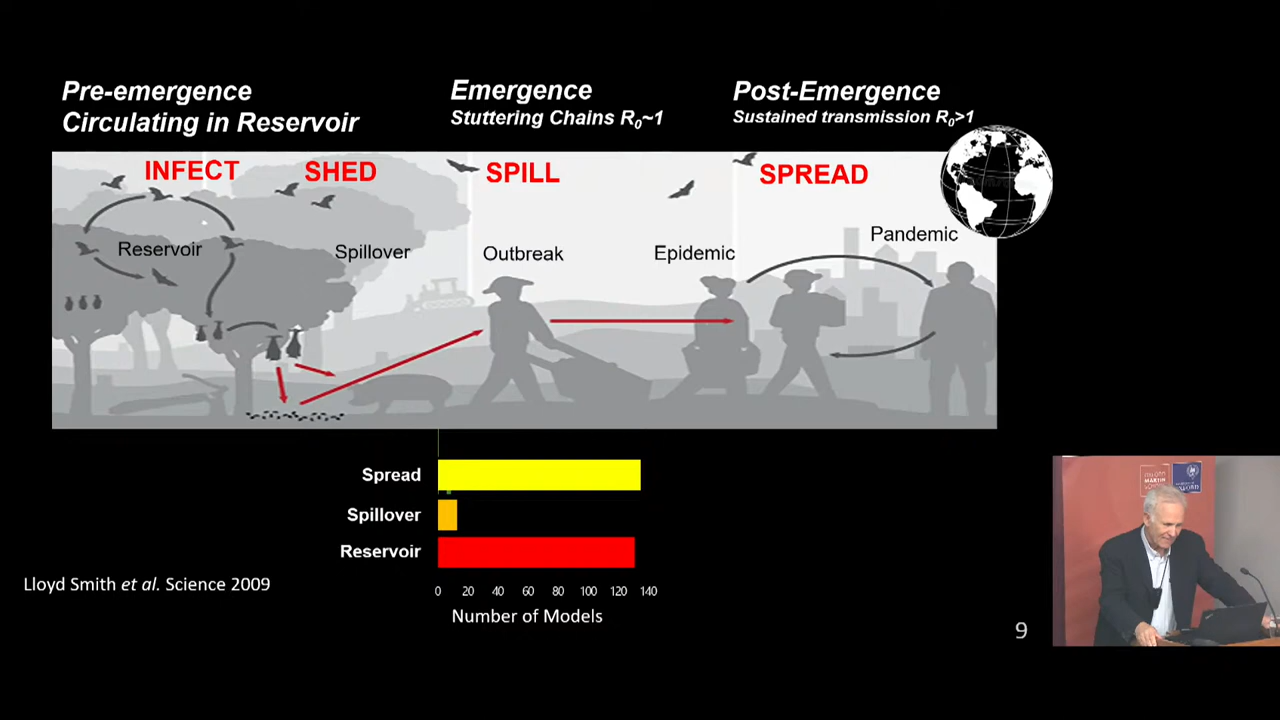 Pre-emergence
Circulating in Reservoir
Emergence
Stuttering Chains R₀~1
Post-Emergence
Sustained transmission R₀>1
INFECT
SHED
SPILL
SPREAD
Reservoir
Spillover
Outbreak
Epidemic
Pandemic
Spread
Spillover
Reservoir
0 20 40 60 80 100 120 140
Number of Models
Lloyd Smith et al. Science 2009
9
OXFORD
MARTIN